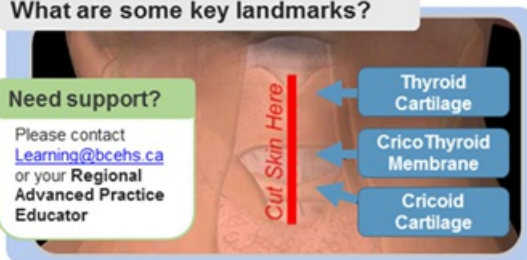 What are some key landmarks?
Need support?
Please contact
Learning@bcehs.ca
or your Regional
Advanced Practice
Educator
Cut Skin Here
Thyroid
Cartilage
CricoThyroid
Membrane
Cricoid
Cartilage